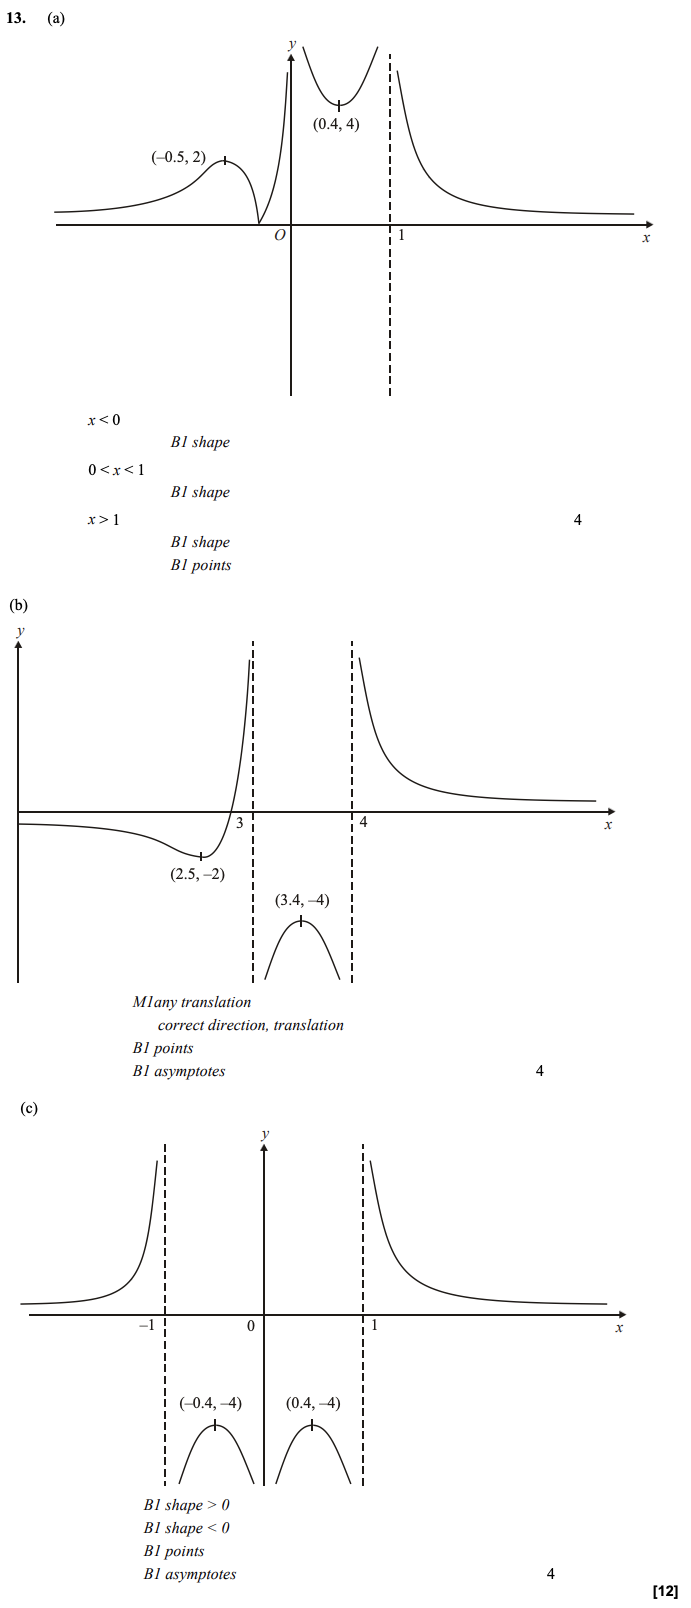 13. (a)
y
(–0.5, 2)
(0.4, 4)
O
1
x
x < 0
B1 shape
0 < x < 1
B1 shape
x > 1
4
B1 shape
B1 points
(b)
y
3
4
x
(2.5, –2)
(3.4, –4)
M1any translation
correct direction, translation
B1 points
B1 asymptotes
4
(c)
y
–1
0
1
x
(–0.4, –4)
(0.4, –4)
B1 shape > 0
B1 shape < 0
B1 points
B1 asymptotes
4
[12]